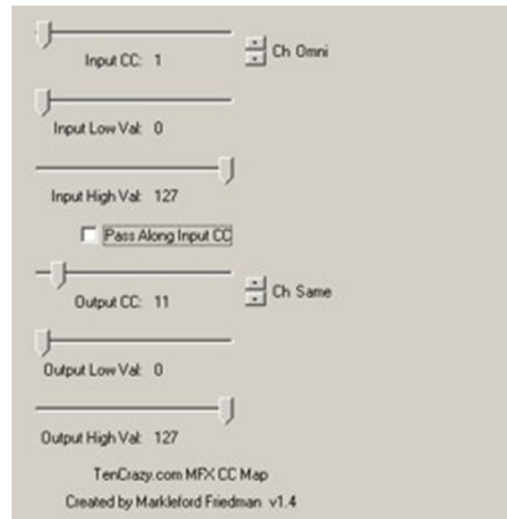 Input CC: 1
Ch Omni
Input Low Val: 0
Input High Val: 127
Pass Along Input CC
Output CC: 11
Ch Same
Output Low Val: 0
Output High Val: 127
TenCrazy.com MFX CC Map
Created by Markleford Friedman v1.4